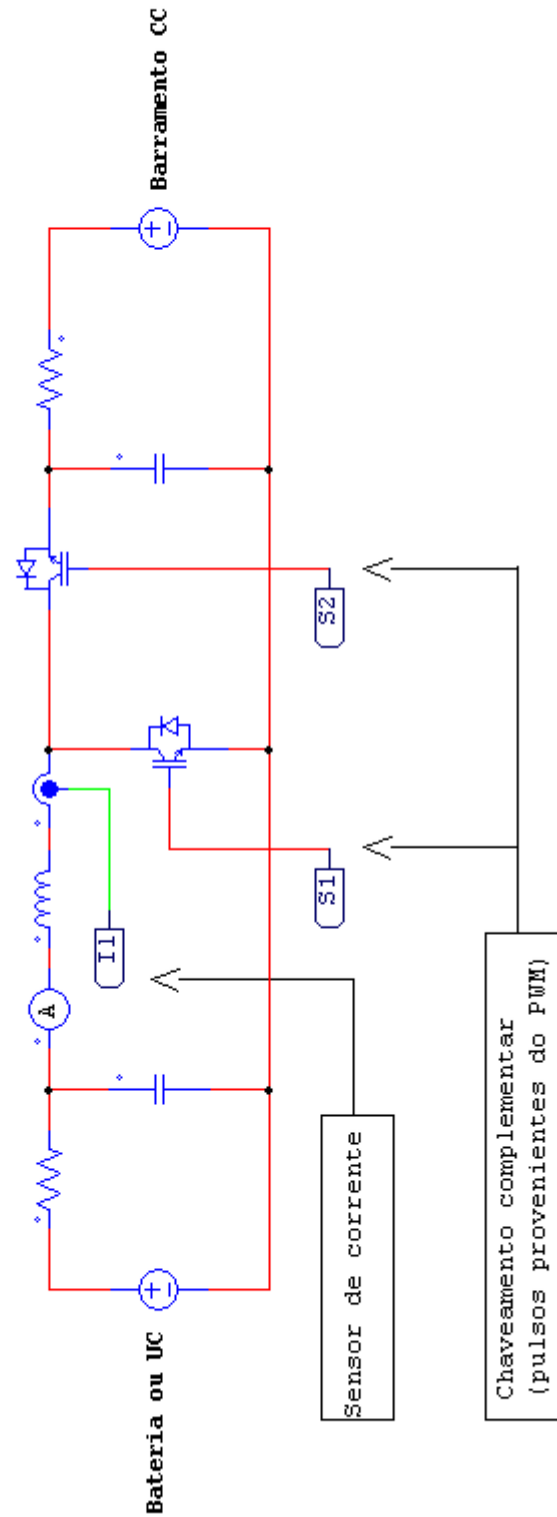 Bateria ou UC
Barramento CC
A
I1
S1
S2
Sensor de corrente
Chaveamento complementar
(pulsos provenientes do PWM)